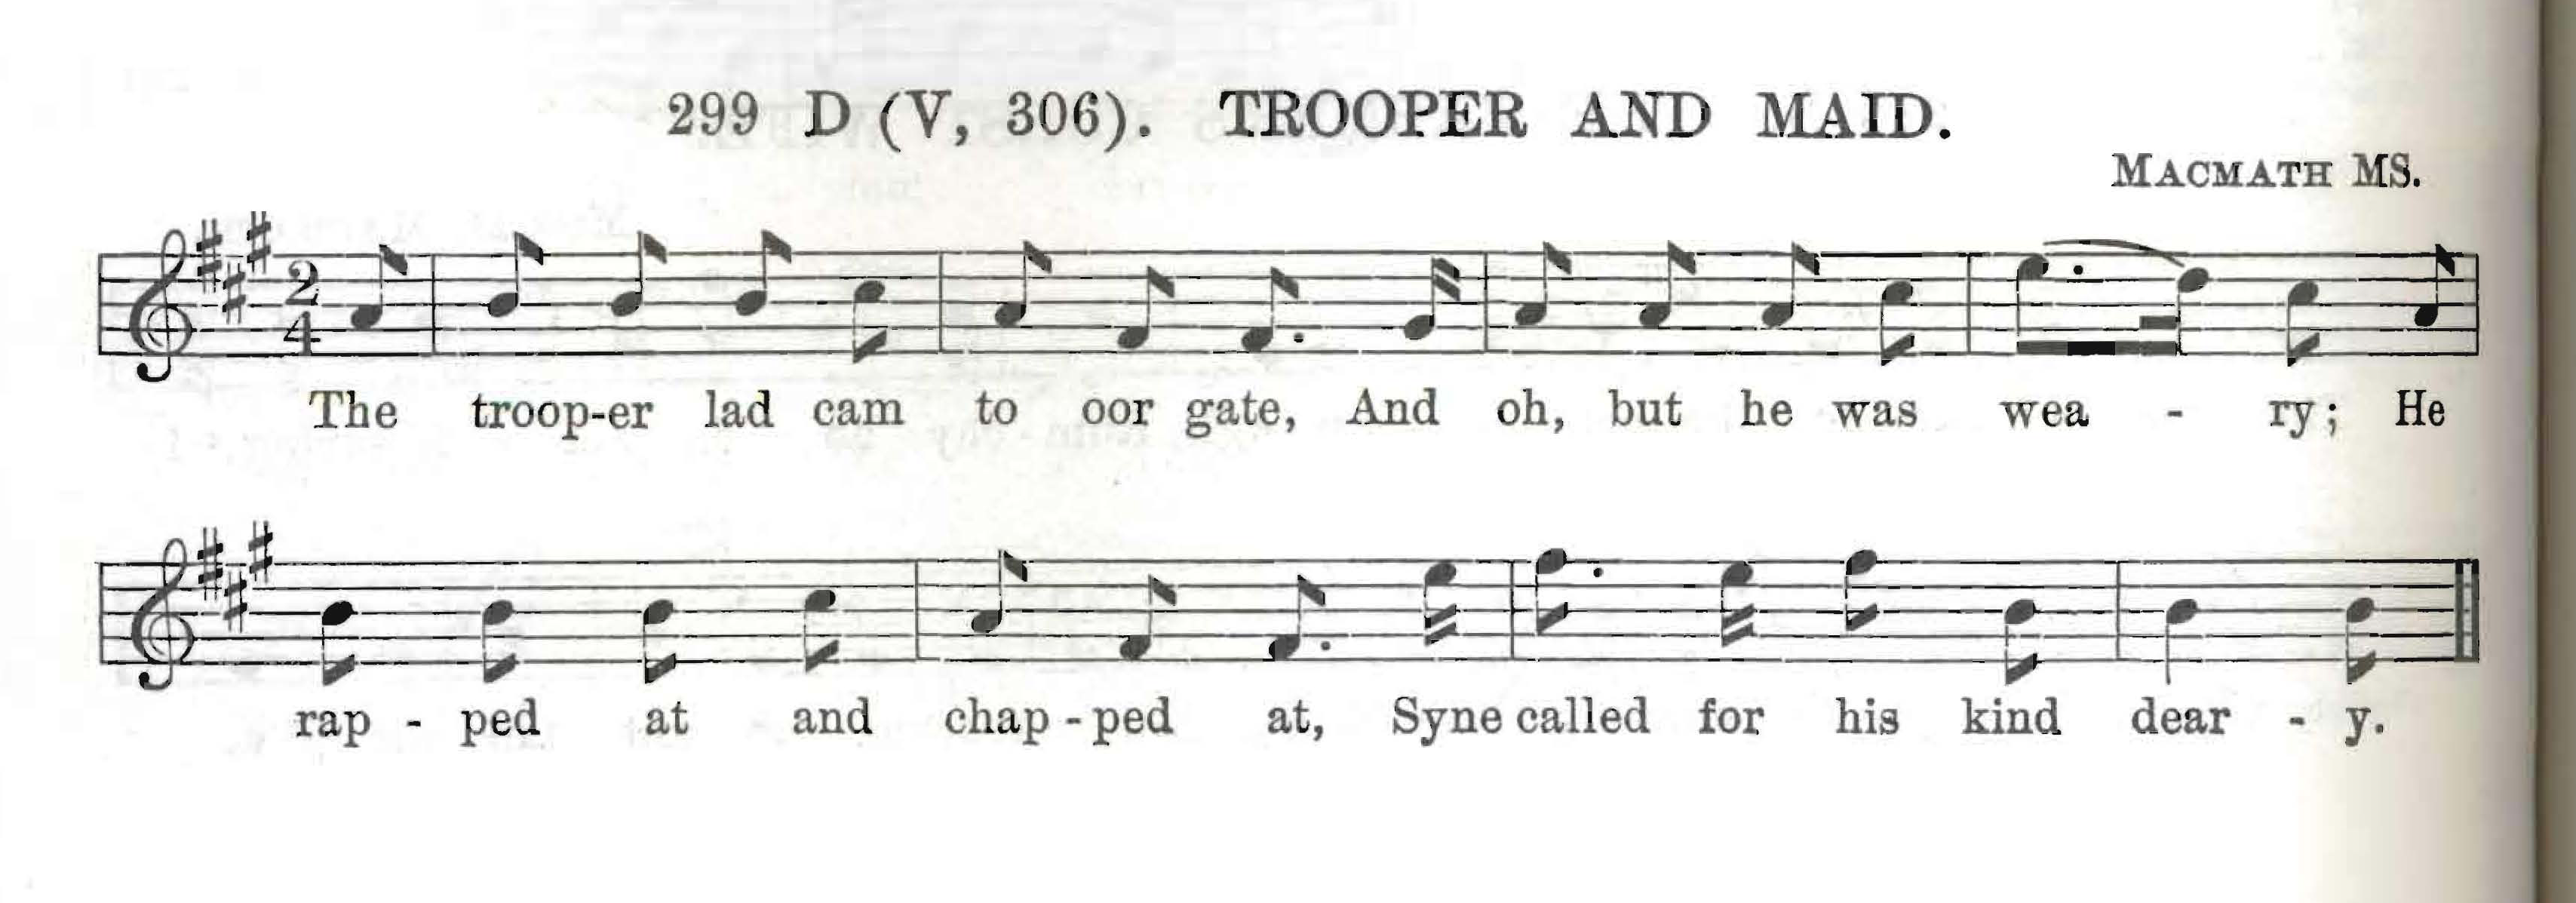 299 D (V, 306). TROOPER AND MAID.
MACMATH MS.
2
4
The troop-er lad cam to oor gate, And oh, but he was wea - ry; He
rap - ped at and chap - ped at, Syne called for his kind dear - y.